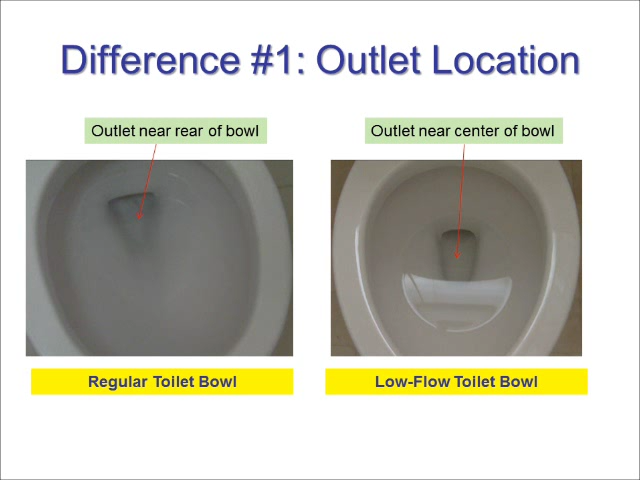 Difference #1: Outlet Location
Outlet near rear of bowl
Outlet near center of bowl
Regular Toilet Bowl
Low-Flow Toilet Bowl